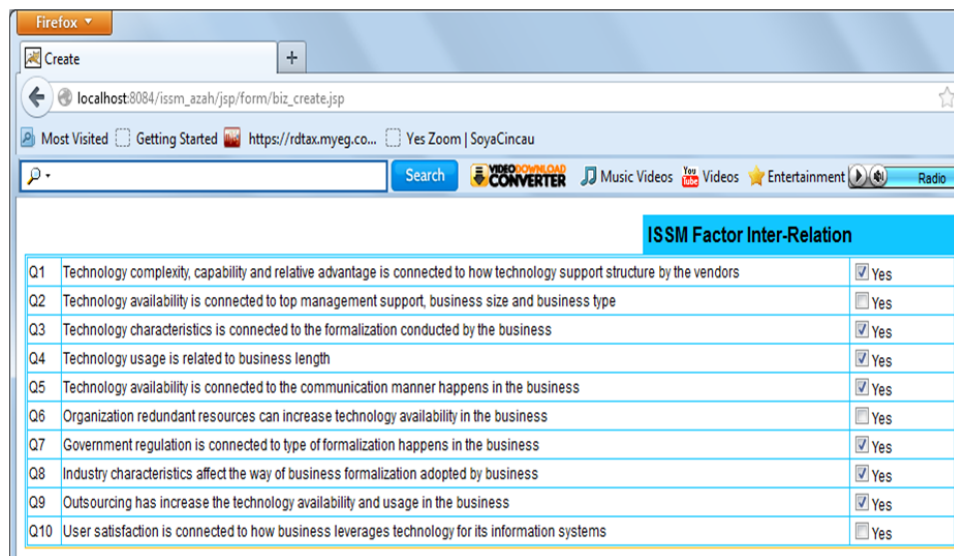 Firefox
Create
+
localhost:8084/issm_azah/jsp/form/biz_create.jsp
Most Visited Getting Started https://rdtax.myeg.co... Yes Zoom | SoyaCincau
Search VIDEO DOWNLOAD CONVERTER Music Videos You Tube Videos Entertainment Radio
ISSM Factor Inter-Relation
Q1 Technology complexity, capability and relative advantage is connected to how technology support structure by the vendors Yes
Q2 Technology availability is connected to top management support, business size and business type Yes
Q3 Technology characteristics is connected to the formalization conducted by the business Yes
Q4 Technology usage is related to business length Yes
Q5 Technology availability is connected to the communication manner happens in the business Yes
Q6 Organization redundant resources can increase technology availability in the business Yes
Q7 Government regulation is connected to type of formalization happens in the business Yes
Q8 Industry characteristics affect the way of business formalization adopted by business Yes
Q9 Outsourcing has increase the technology availability and usage in the business Yes
Q10 User satisfaction is connected to how business leverages technology for its information systems Yes